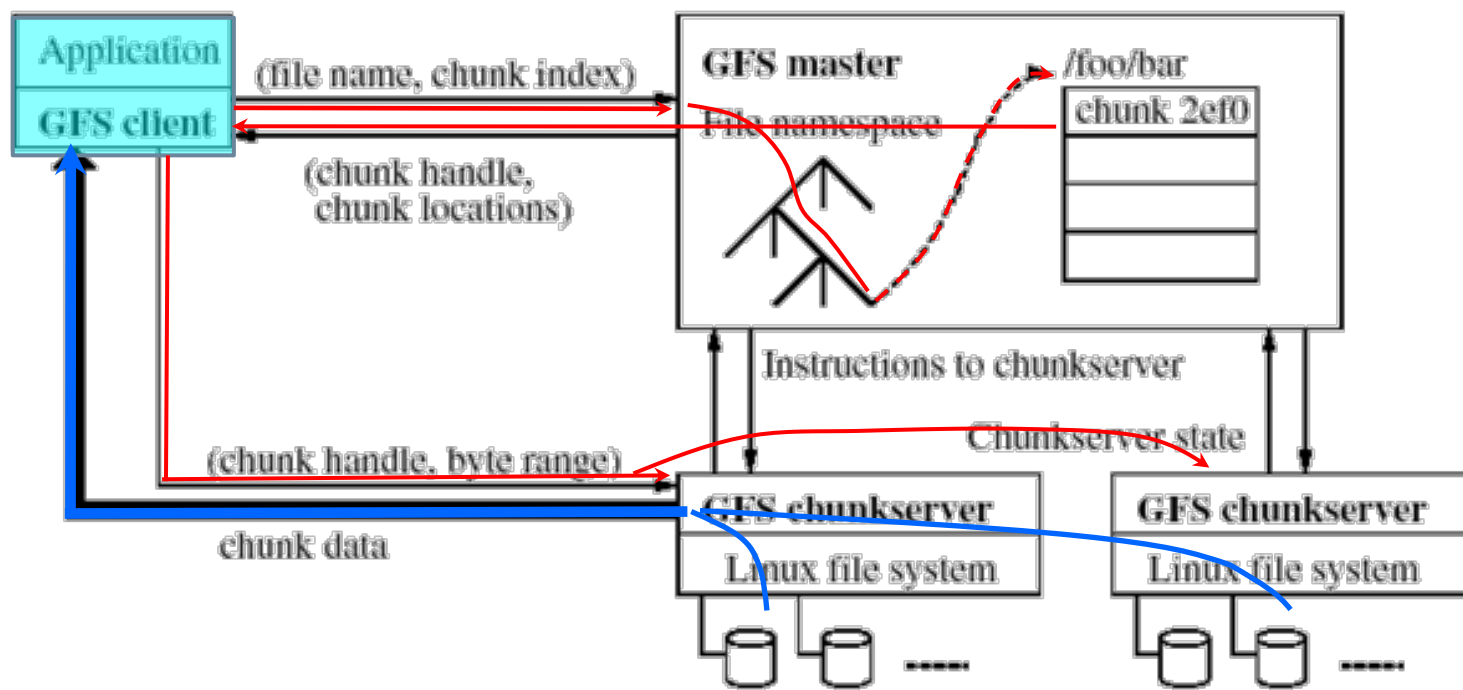 Application
GFS client
(file name, chunk index)
(chunk handle,
chunk locations)
GFS master
File namespace
/foo/bar
chunk 2ef0
Instructions to chunkserver
Chunkserver state
(chunk handle, byte range)
chunk data
GFS chunkserver
Linux file system
GFS chunkserver
Linux file system